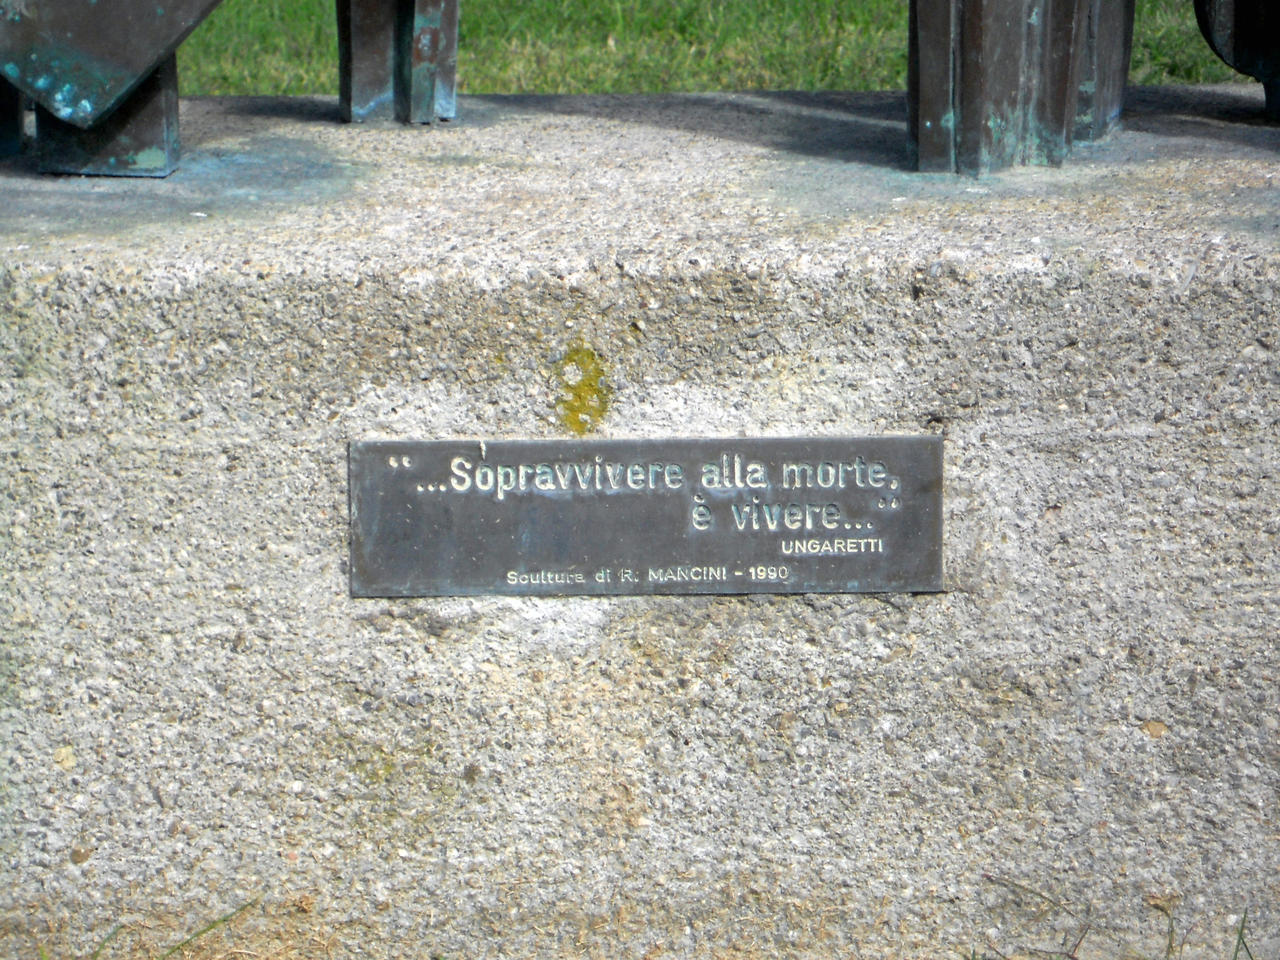 "...Sopravvivere alla morte,
è vivere..."
UNGARETTI
Scultura di R. MANCINI - 1990